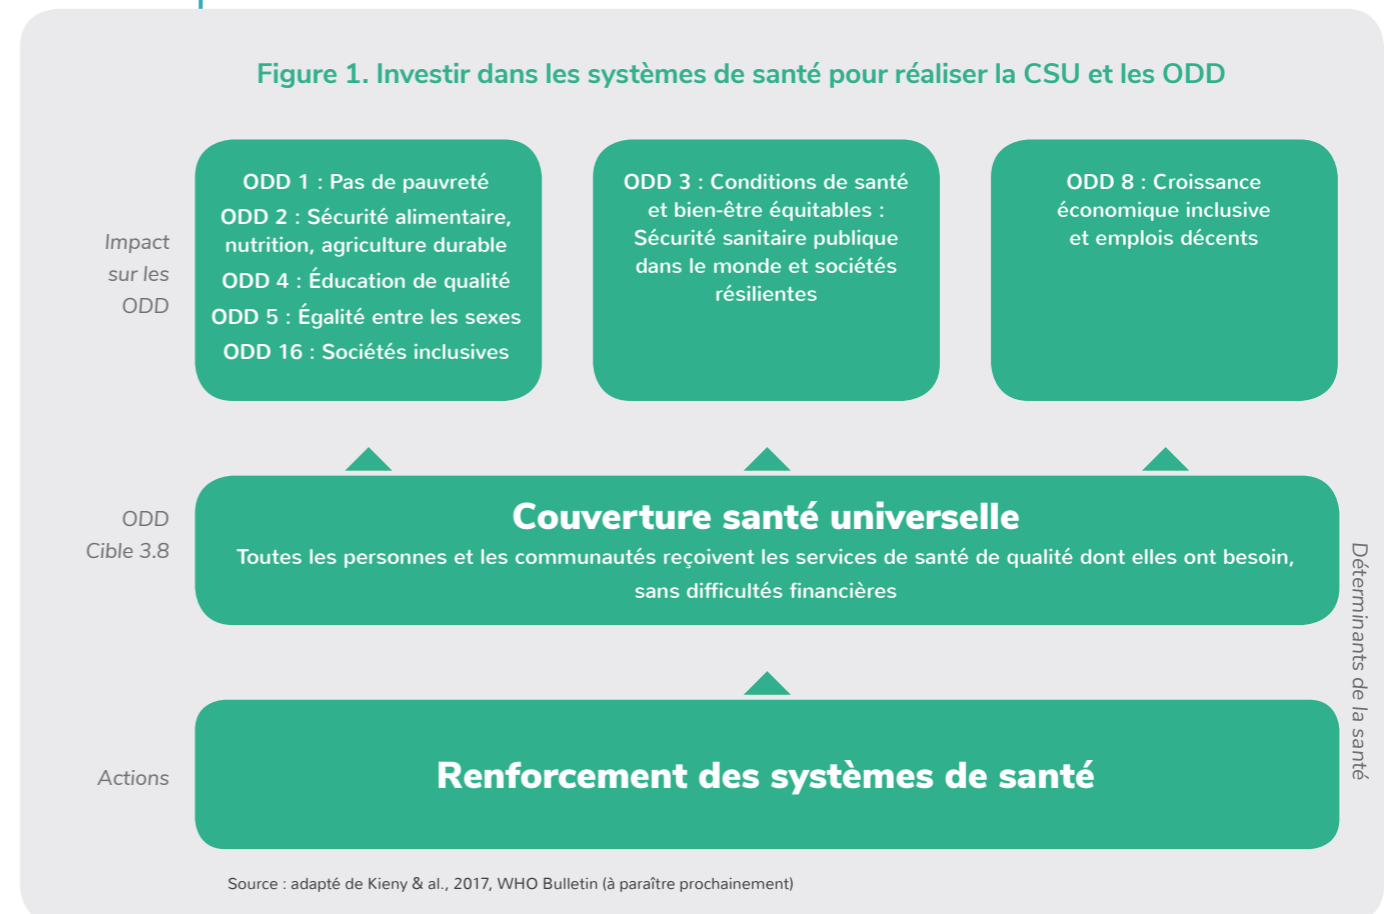 Figure 1. Investir dans les systèmes de santé pour réaliser la CSU et les ODD
Impact
sur les
ODD
ODD 1 : Pas de pauvreté
ODD 2 : Sécurité alimentaire,
nutrition, agriculture durable
ODD 4 : Éducation de qualité
ODD 5 : Égalité entre les sexes
ODD 16 : Sociétés inclusives
ODD 3 : Conditions de santé
et bien-être équitables :
Sécurité sanitaire publique
dans le monde et sociétés
résilientes
ODD 8 : Croissance
économique inclusive
et emplois décents
ODD
Cible 3.8
Couverture santé universelle
Toutes les personnes et les communautés reçoivent les services de santé de qualité dont elles ont besoin,
sans difficultés financières
Déterminants de la santé
Actions
Renforcement des systèmes de santé
Source : adapté de Kieny & al., 2017, WHO Bulletin (à paraître prochainement)